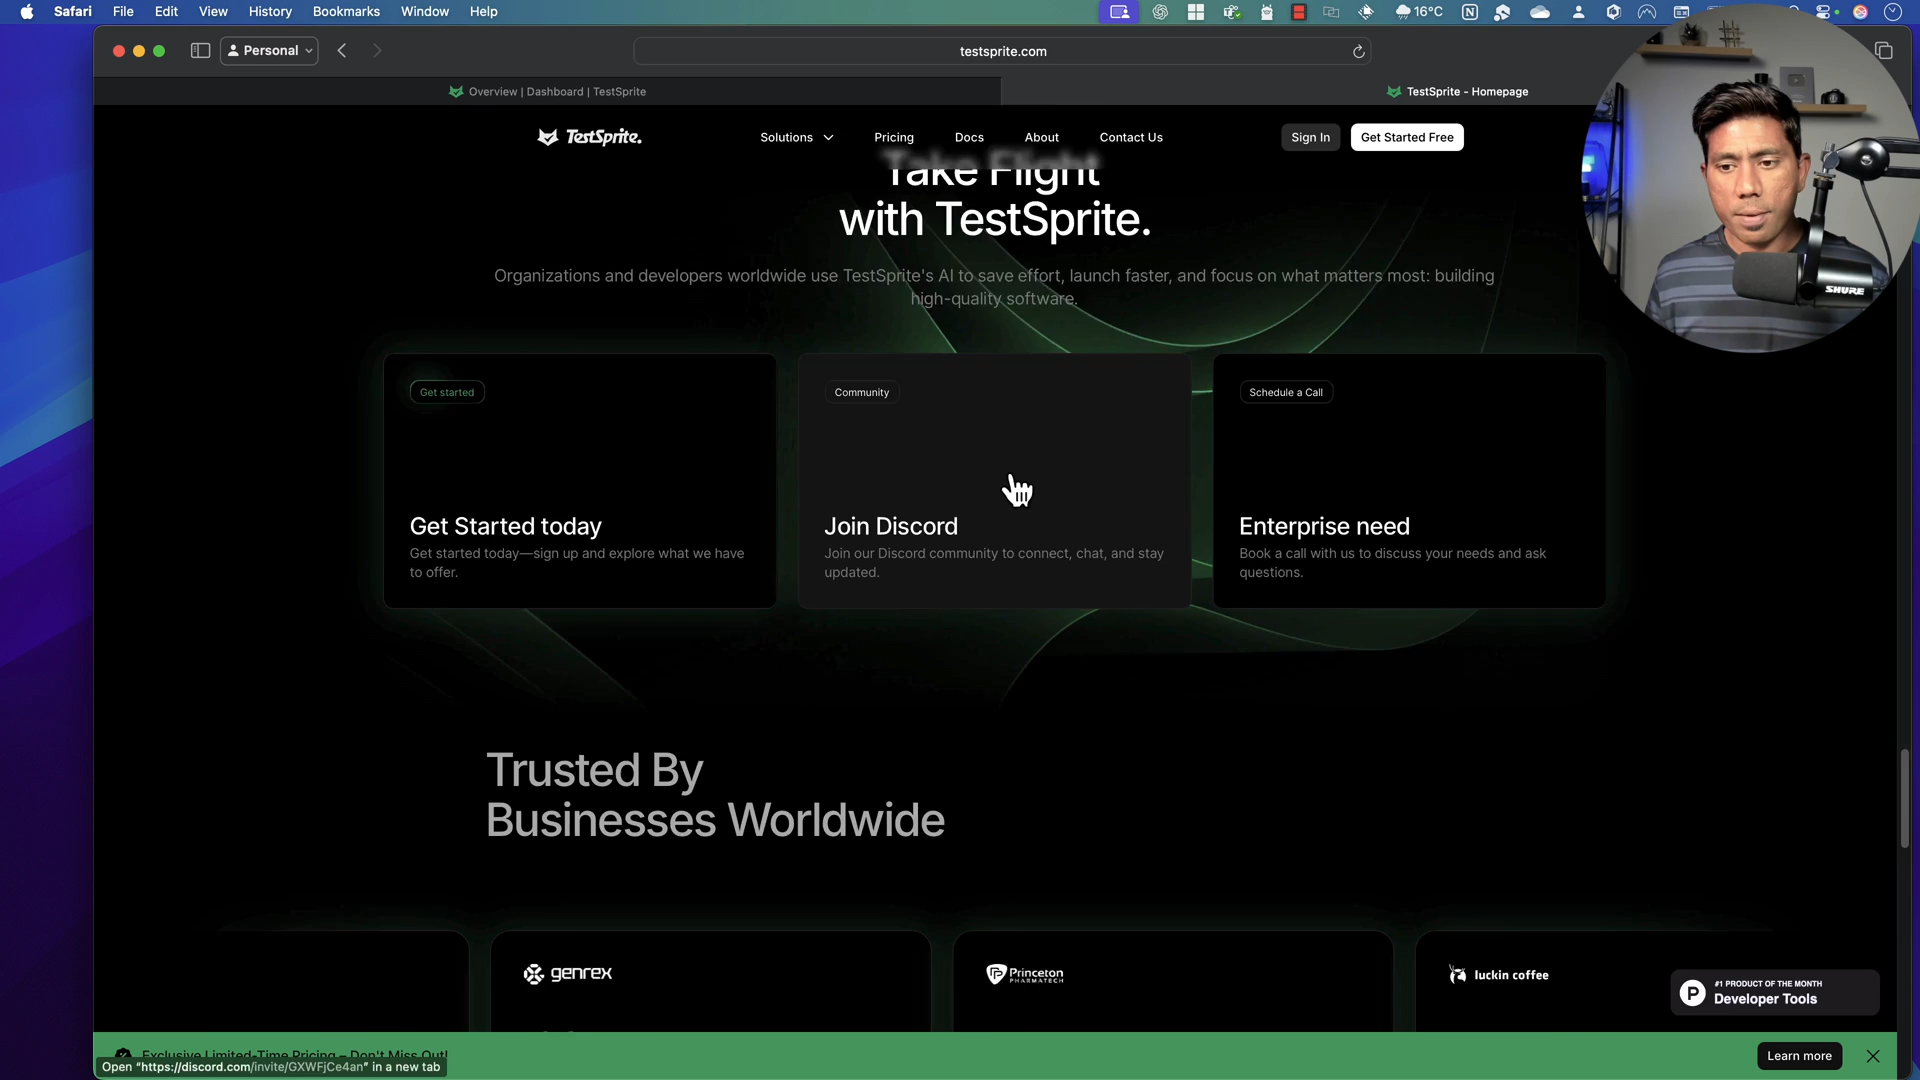 Safari File Edit View History Bookmarks Window Help
16°C
Personal
testsprite.com
Overview | Dashboard | TestSprite
TestSprite - Homepage
TestSprite.
Solutions Pricing Docs About Contact Us
Sign In Get Started Free
Take Flight
with TestSprite.
Organizations and developers worldwide use TestSprite's AI to save effort, launch faster, and focus on what matters most: building
high-quality software.
Get started
Get Started today
Get started today—sign up and explore what we have
to offer.
Community
Join Discord
Join our Discord community to connect, chat, and stay
updated.
Schedule a Call
Enterprise need
Book a call with us to discuss your needs and ask
questions.
SHURE
Trusted By
Businesses Worldwide
genrex
Princeton
PHARMATECH
luckin coffee
P
#1 PRODUCT OF THE MONTH
Developer Tools
Exclusive Limited-Time Pricing – Don't Miss Out!
Open "https://discord.com/invite/GXWFjCe4an" in a new tab
Learn more